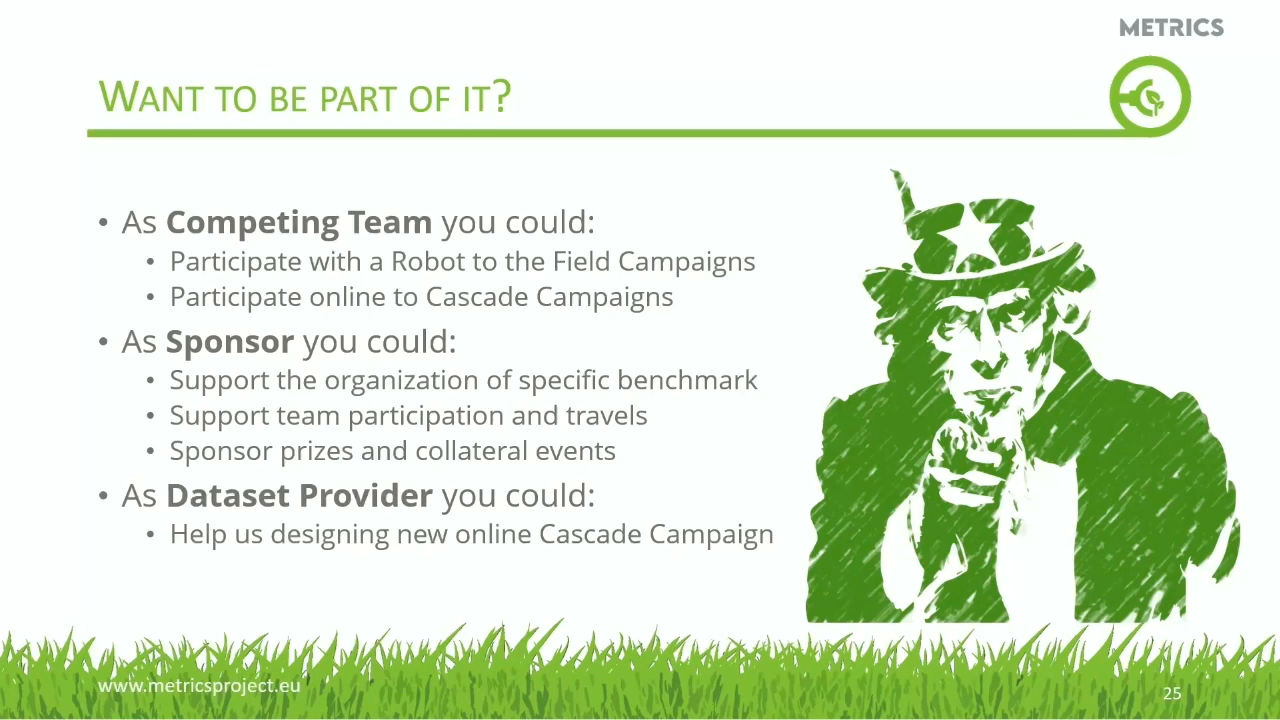 METRICS
WANT TO BE PART OF IT?
• As Competing Team you could:
• Participate with a Robot to the Field Campaigns
• Participate online to Cascade Campaigns
• As Sponsor you could:
• Support the organization of specific benchmark
• Support team participation and travels
• Sponsor prizes and collateral events
• As Dataset Provider you could:
• Help us designing new online Cascade Campaign
www.metricsproject.eu
25